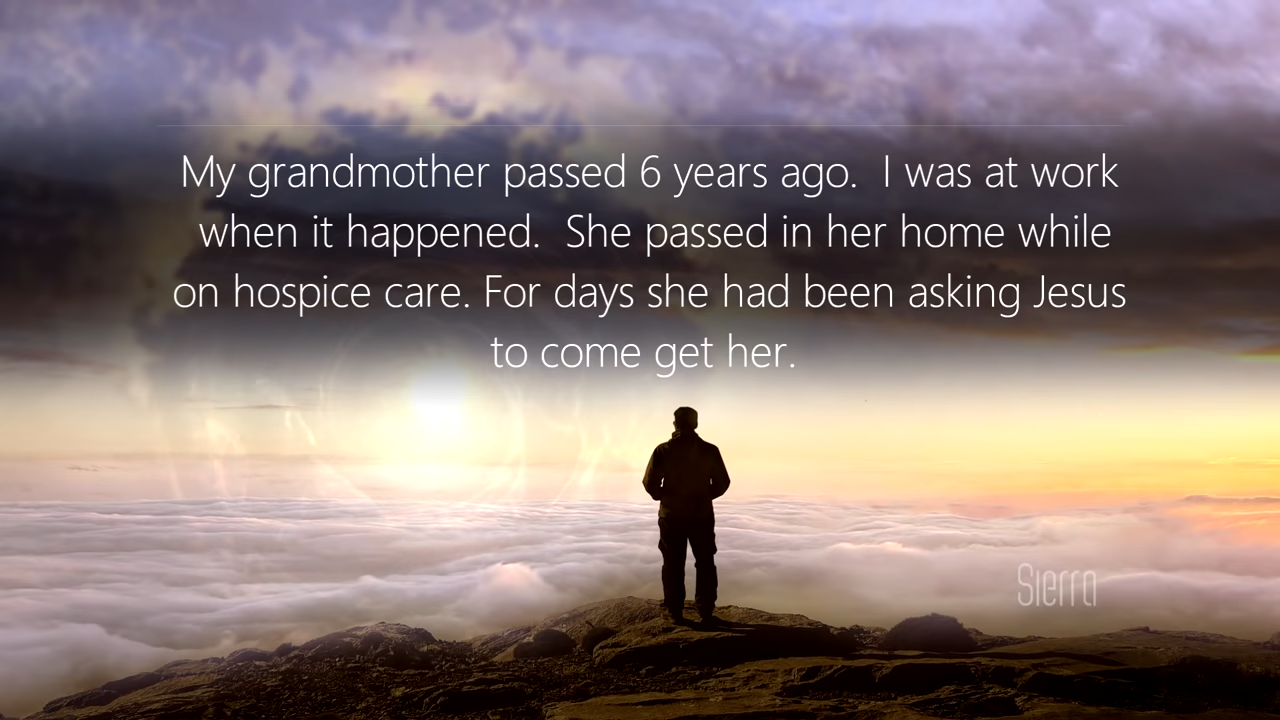 My grandmother passed 6 years ago.  I was at work
when it happened.  She passed in her home while
on hospice care. For days she had been asking Jesus
to come get her.
Sierra